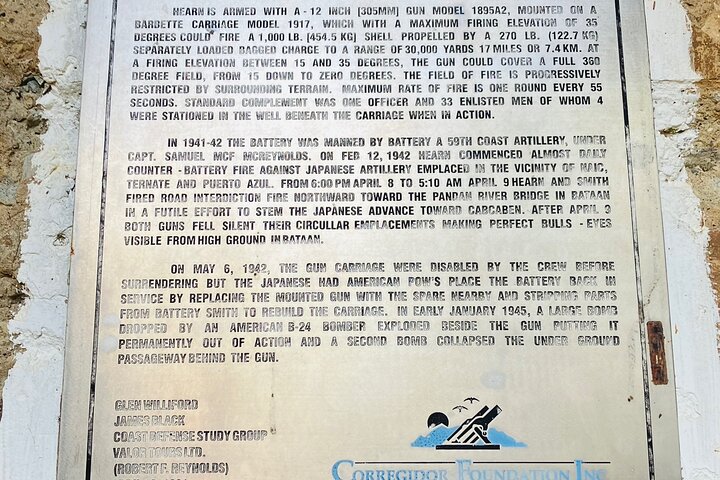 HEARN IS ARMED WITH A - 12 INCH (305MM) GUN MODEL 1895A2, MOUNTED ON A
BARBETTE CARRIAGE MODEL 1917, WHICH WITH A MAXIMUM FIRING ELEVATION OF 35
DEGREES COULD FIRE A 1,000 LB. (454.5 KG) SHELL PROPELLED BY A 270 LB. (122.7 KG)
SEPARATELY LOADED BAGGED CHARGE TO A RANGE OF 30,000 YARDS 17 MILES OR 7.4 KM. AT
A FIRING ELEVATION BETWEEN 15 AND 35 DEGREES, THE GUN COULD COVER A FULL 360
DEGREE FIELD, FROM 15 DOWN TO ZERO DEGREES. THE FIELD OF FIRE IS PROGRESSIVELY
RESTRICTED BY SURROUNDING TERRAIN. MAXIMUM RATE OF FIRE IS ONE ROUND EVERY 55
SECONDS. STANDARD COMPLEMENT WAS ONE OFFICER AND 33 ENLISTED MEN OF WHOM 4
WERE STATIONED IN THE WELL BENEATH THE CARRIAGE WHEN IN ACTION.
IN 1941-42 THE BATTERY WAS MANNED BY BATTERY A 59TH COAST ARTILLERY, UNDER
CAPT. SAMUEL MCF MCREYNOLDS. ON FEB 12, 1942 HEARN COMMENCED ALMOST DAILY
COUNTER - BATTERY FIRE AGAINST JAPANESE ARTILLERY EMPLACED IN THE VICINITY OF NAIC,
TERNATE AND PUERTO AZUL. FROM 6:00 PM APRIL 8 TO 5:10 AM APRIL 9 HEARN AND SMITH
FIRED ROAD INTERDICTION FIRE NORTHWARD TOWARD THE PANDAN RIVER BRIDGE IN BATAAN
IN A FUTILE EFFORT TO STEM THE JAPANESE ADVANCE TOWARD CABCABEN. AFTER APRIL 9
BOTH GUNS FELL SILENT THEIR CIRCULLAR EMPLACEMENTS MAKING PERFECT BULLS - EYES
VISIBLE FROM HIGH GROUND IN BATAAN.
ON MAY 6, 1942, THE GUN CARRIAGE WERE DISABLED BY THE CREW BEFORE
SURRENDERING BUT THE JAPANESE HAD AMERICAN POW'S PLACE THE BATTERY BACK IN
SERVICE BY REPLACING THE MOUNTED GUN WITH THE SPARE NEARBY AND STRIPPING PARTS
FROM BATTERY SMITH TO REBUILD THE CARRIAGE. IN EARLY JANUARY 1945, A LARGE BOMB
DROPPED BY AN AMERICAN B-24 BOMBER EXPLODED BESIDE THE GUN PUTTING IT
PERMANENTLY OUT OF ACTION AND A SECOND BOMB COLLAPSED THE UNDER GROUND
PASSAGEWAY BEHIND THE GUN.
GLEN WILLIFORD
JAMES BLACK
COAST DEFENSE STUDY GROUP
VALOR TOURS LTD.
(ROBERT F. REYNOLDS)
CORREGIDOR FOUNDATION INC